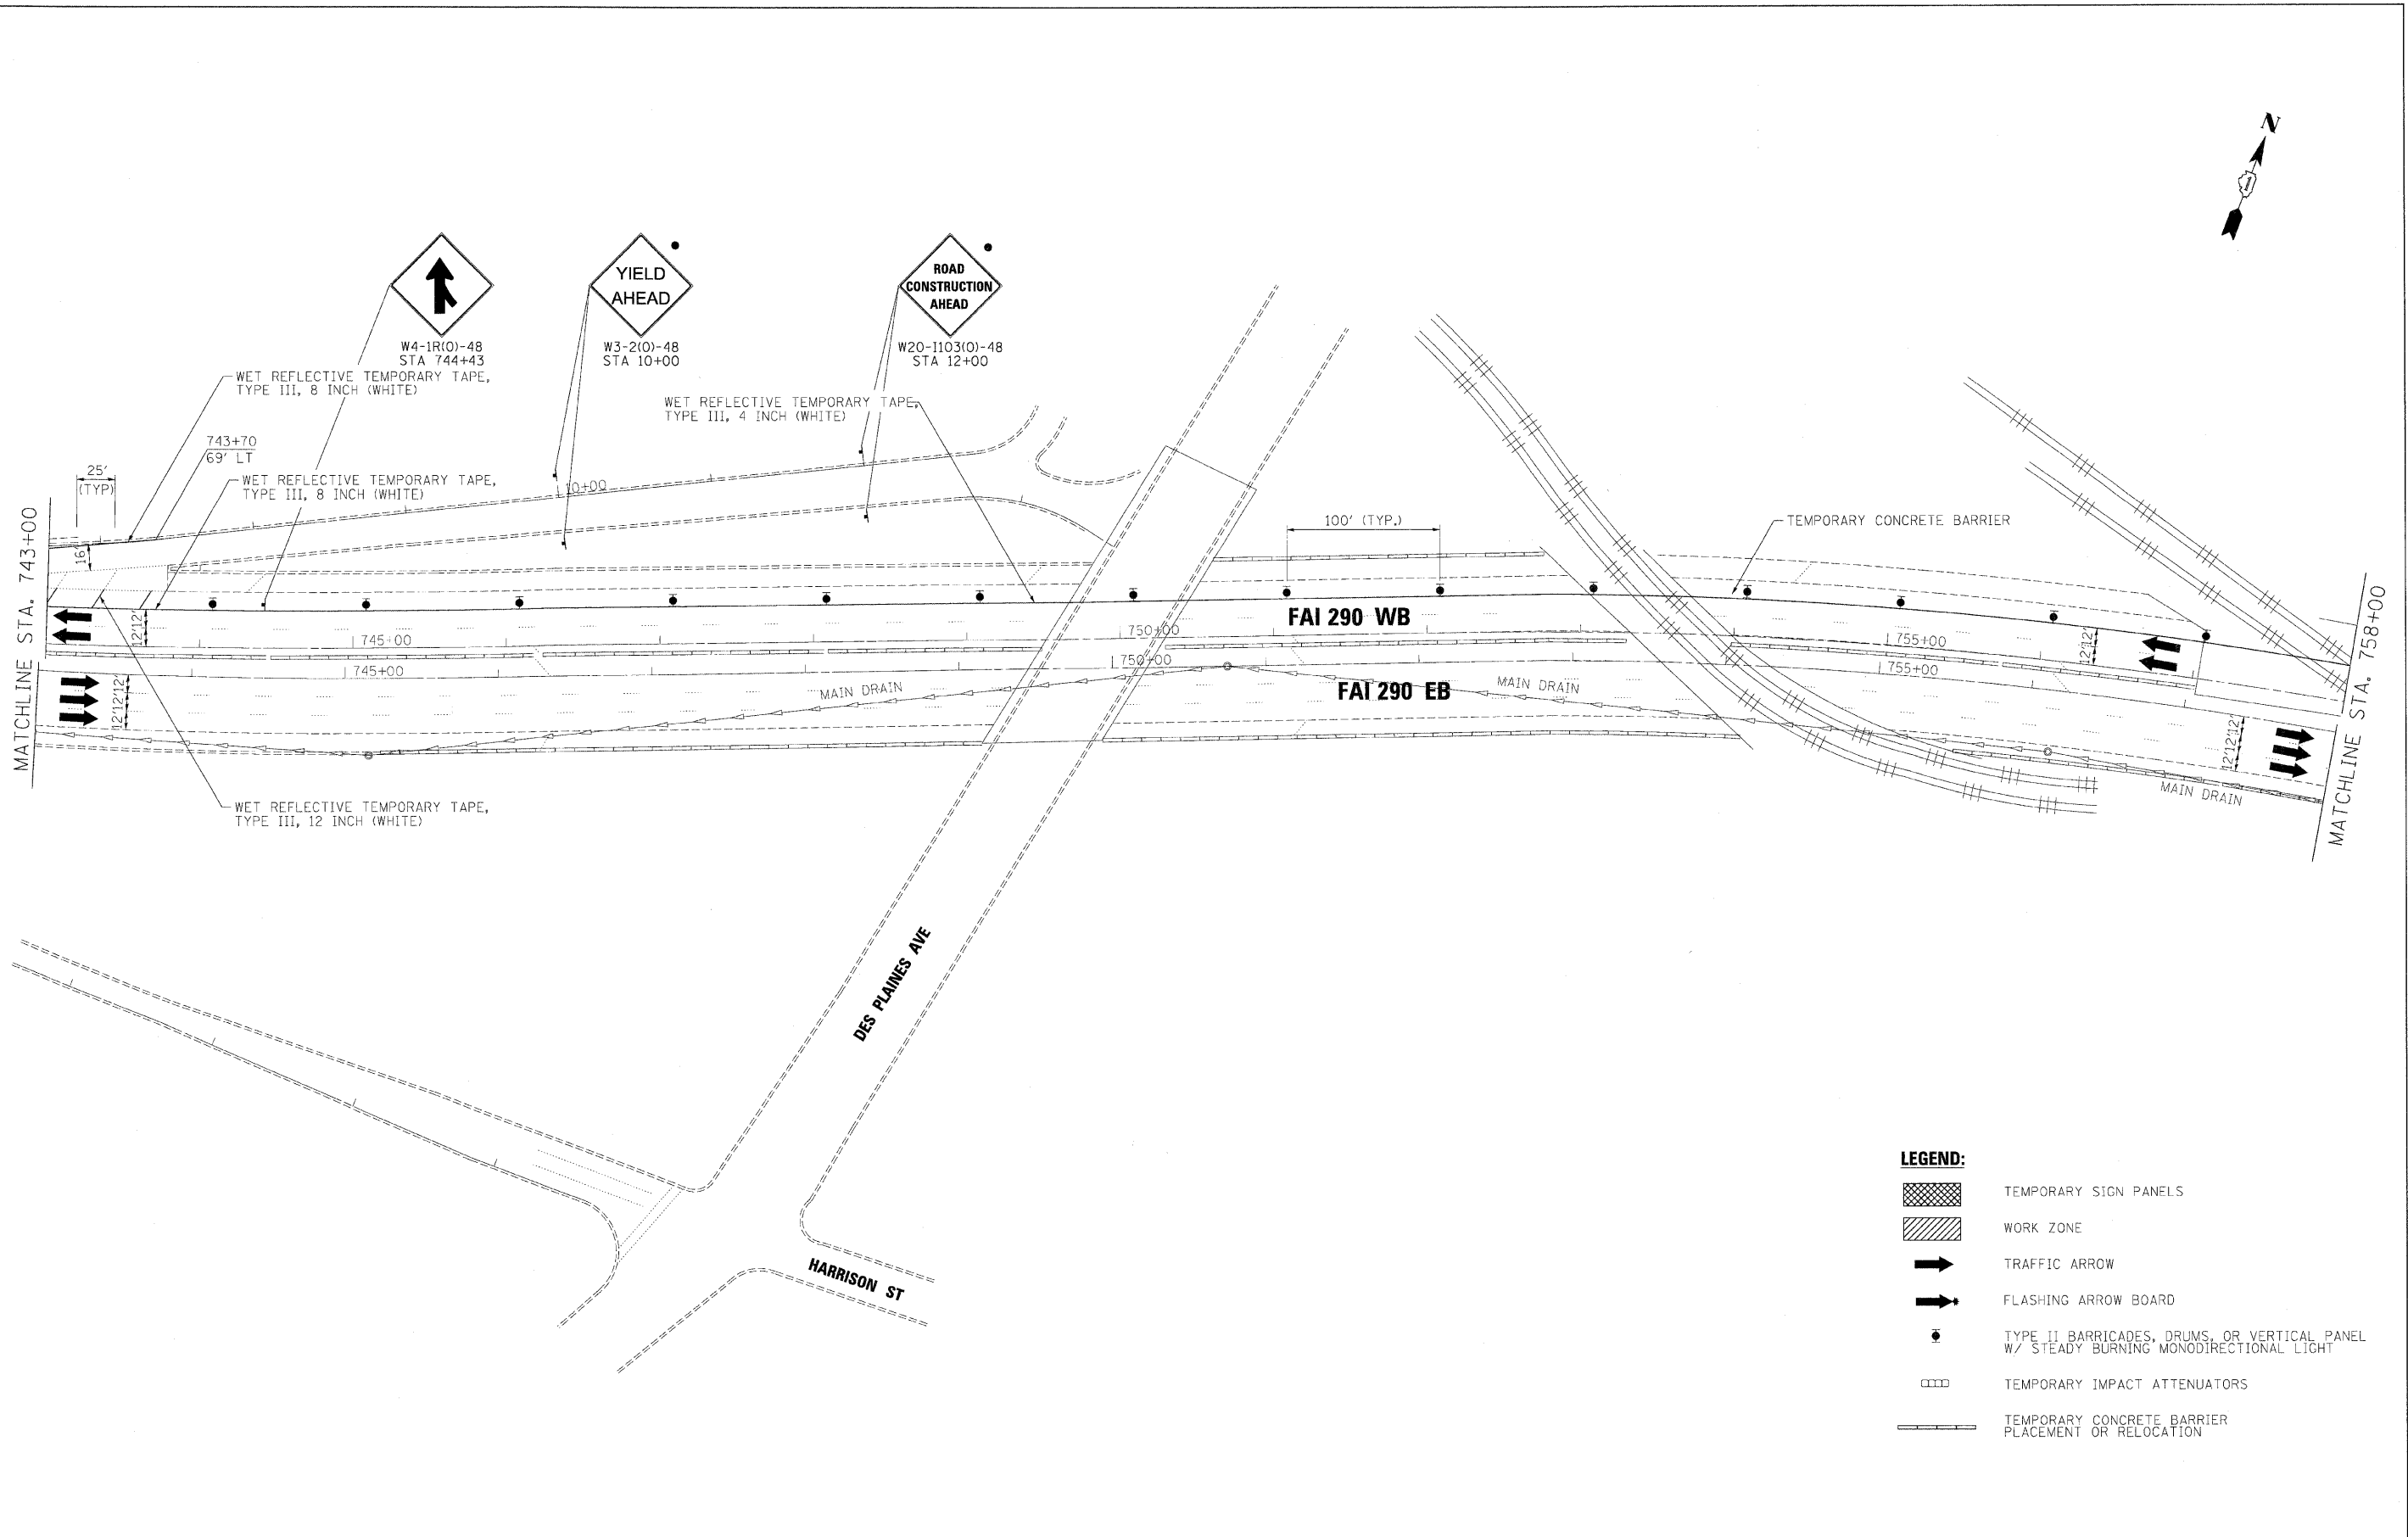 N
YIELD
AHEAD
ROAD
CONSTRUCTION
AHEAD
W4-1R(O)-48
STA 744+43
W3-2(O)-48
STA 10+00
W20-I103(O)-48
STA 12+00
WET REFLECTIVE TEMPORARY TAPE,
TYPE III, 8 INCH (WHITE)
WET REFLECTIVE TEMPORARY TAPE,
TYPE III, 4 INCH (WHITE)
743+70
69' LT
25'
(TYP)
WET REFLECTIVE TEMPORARY TAPE,
TYPE III, 8 INCH (WHITE)
10+00
100' (TYP.)
TEMPORARY CONCRETE BARRIER
16'
MATCHLINE STA. 743+00
12'12'
FAI 290 WB
745+00
750+00
755+00
12'12'
745+00
750+00
755+00
MATCHLINE STA. 758+00
12'12'12'
MAIN DRAIN
FAI 290 EB
MAIN DRAIN
12'12'12'
MAIN DRAIN
WET REFLECTIVE TEMPORARY TAPE,
TYPE III, 12 INCH (WHITE)
DES PLAINES AVE
HARRISON ST
LEGEND:
TEMPORARY SIGN PANELS
WORK ZONE
TRAFFIC ARROW
FLASHING ARROW BOARD
TYPE II BARRICADES, DRUMS, OR VERTICAL PANEL
W/ STEADY BURNING MONODIRECTIONAL LIGHT
TEMPORARY IMPACT ATTENUATORS
TEMPORARY CONCRETE BARRIER
PLACEMENT OR RELOCATION